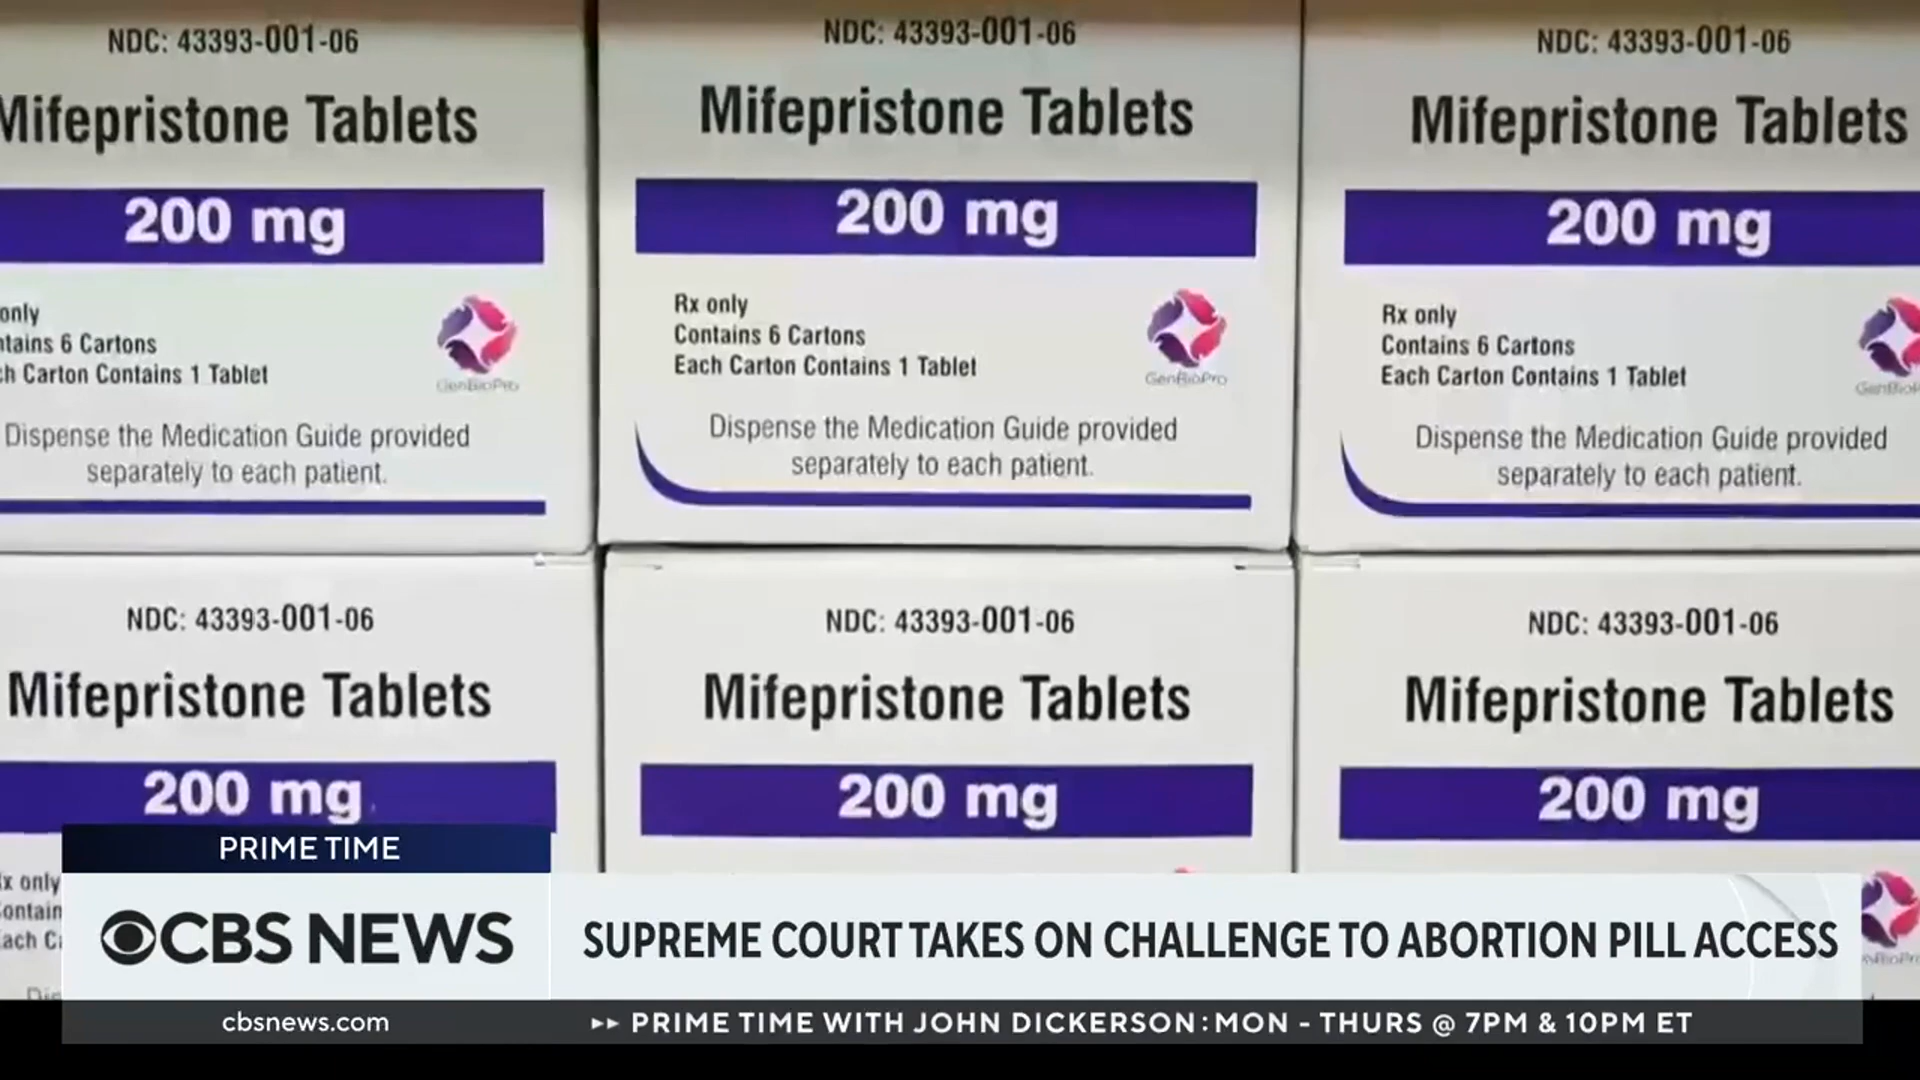 NDC: 43393-001-06
Mifepristone Tablets
200 mg
only
ntains 6 Cartons
ch Carton Contains 1 Tablet
GenBioPro
Dispense the Medication Guide provided
separately to each patient.
NDC: 43393-001-06
Mifepristone Tablets
200 mg
Rx only
Contains 6 Cartons
Each Carton Contains 1 Tablet
GenBioPro
Dispense the Medication Guide provided
separately to each patient.
NDC: 43393-001-06
Mifepristone Tablets
200 mg
Rx only
Contains 6 Cartons
Each Carton Contains 1 Tablet
Dispense the Medication Guide provided
separately to each patient.
NDC: 43393-001-06
Mifepristone Tablets
200 mg
x only
ontain
NDC: 43393-001-06
Mifepristone Tablets
200 mg
NDC: 43393-001-06
Mifepristone Tablets
200 mg
PRIME TIME
CBS NEWS
SUPREME COURT TAKES ON CHALLENGE TO ABORTION PILL ACCESS
cbsnews.com
PRIME TIME WITH JOHN DICKERSON: MON - THURS @ 7PM & 10PM ET